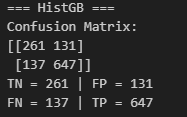 === HistGB ===
Confusion Matrix:
[[261 131]
 [137 647]]
TN = 261 | FP = 131
FN = 137 | TP = 647